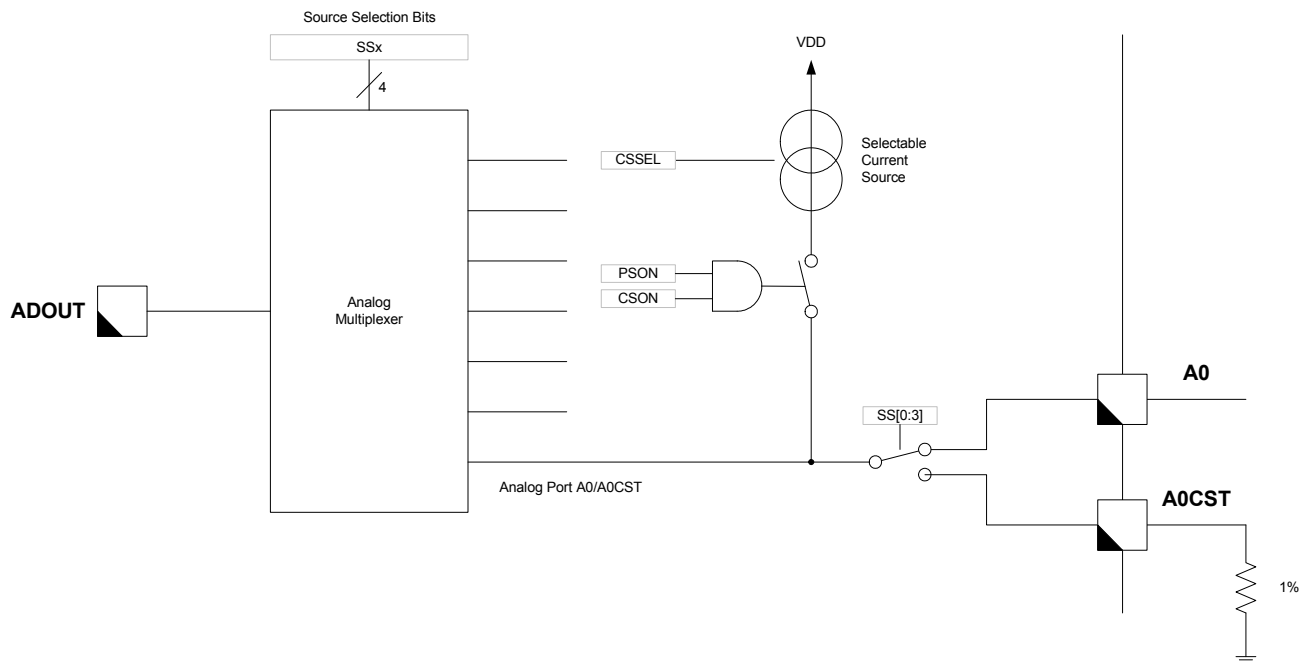 Source Selection Bits
SSx
4
VDD
CSSEL
Selectable
Current
Source
PSON
CSON
Analog
Multiplexer
ADOUT
A0
SS[0:3]
Analog Port A0/A0CST
A0CST
1%